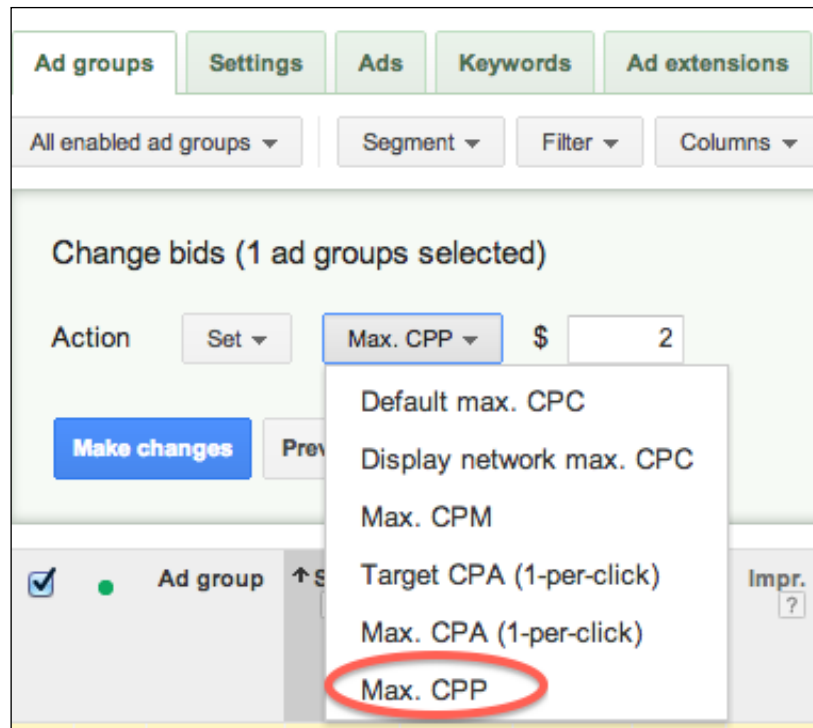 Ad groups Settings Ads Keywords Ad extensions
All enabled ad groups Segment Filter Columns
Change bids (1 ad groups selected)
Action Set Max. CPP $ 2
Default max. CPC
Make changes
Display network max. CPC
Max. CPM
Ad group Target CPA (1-per-click) Impr.
?
Max. CPA (1-per-click)
Max. CPP